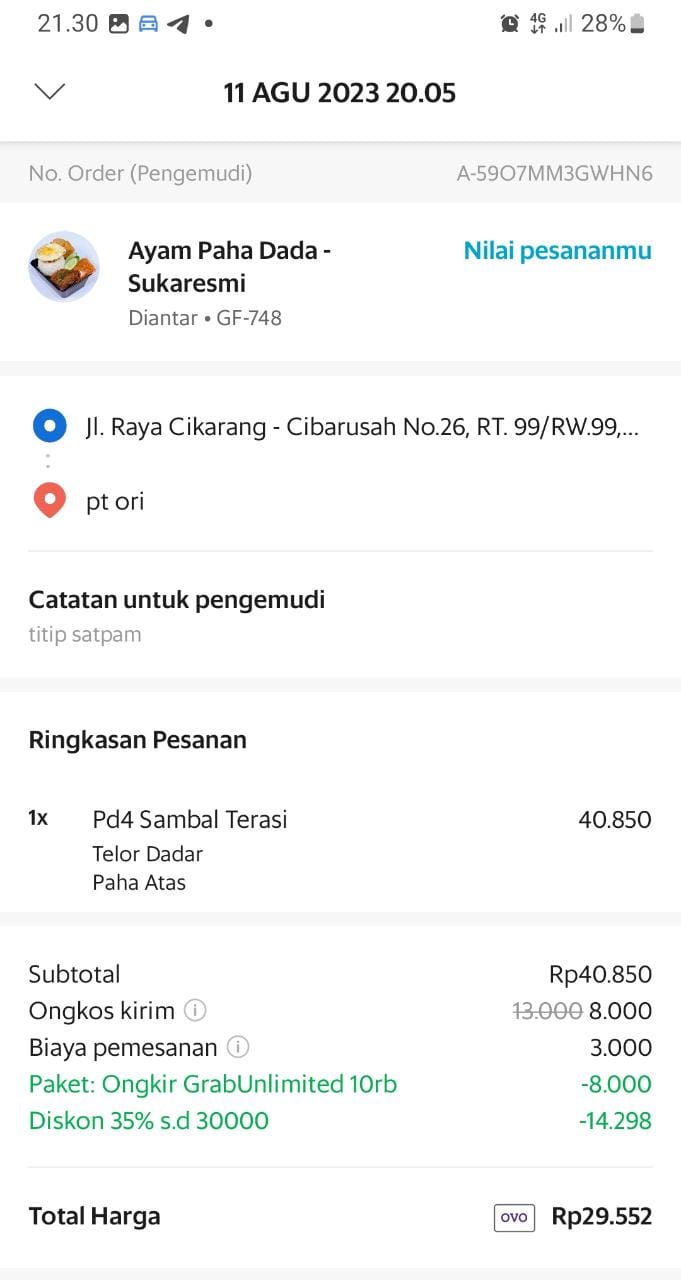 21.30 4G 28%
11 AGU 2023 20.05
No. Order (Pengemudi) A-59O7MM3GWHN6
Ayam Paha Dada - Nilai pesananmu
Sukaresmi
Diantar • GF-748
Jl. Raya Cikarang - Cibarusah No.26, RT. 99/RW.99,...
pt ori
Catatan untuk pengemudi
titip satpam
Ringkasan Pesanan
1x Pd4 Sambal Terasi 40.850
Telor Dadar
Paha Atas
Subtotal Rp40.850
Ongkos kirim 13.000 8.000
Biaya pemesanan 3.000
Paket: Ongkir GrabUnlimited 10rb -8.000
Diskon 35% s.d 30000 -14.298
Total Harga OVO Rp29.552